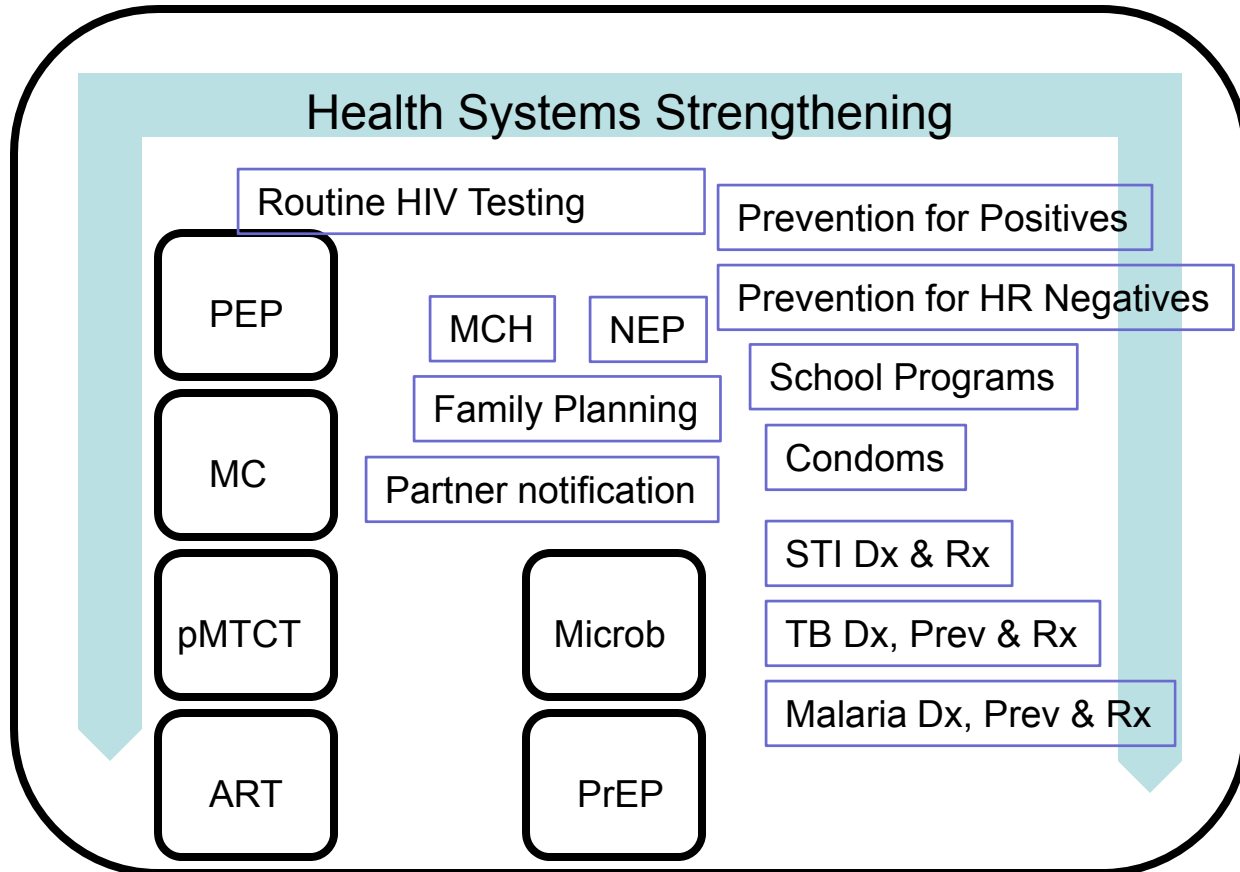 Health Systems Strengthening
Routine HIV Testing
Prevention for Positives
PEP
Prevention for HR Negatives
MCH
NEP
School Programs
Family Planning
MC
Condoms
Partner notification
STI Dx & Rx
pMTCT
Microb
TB Dx, Prev & Rx
Malaria Dx, Prev & Rx
ART
PrEP